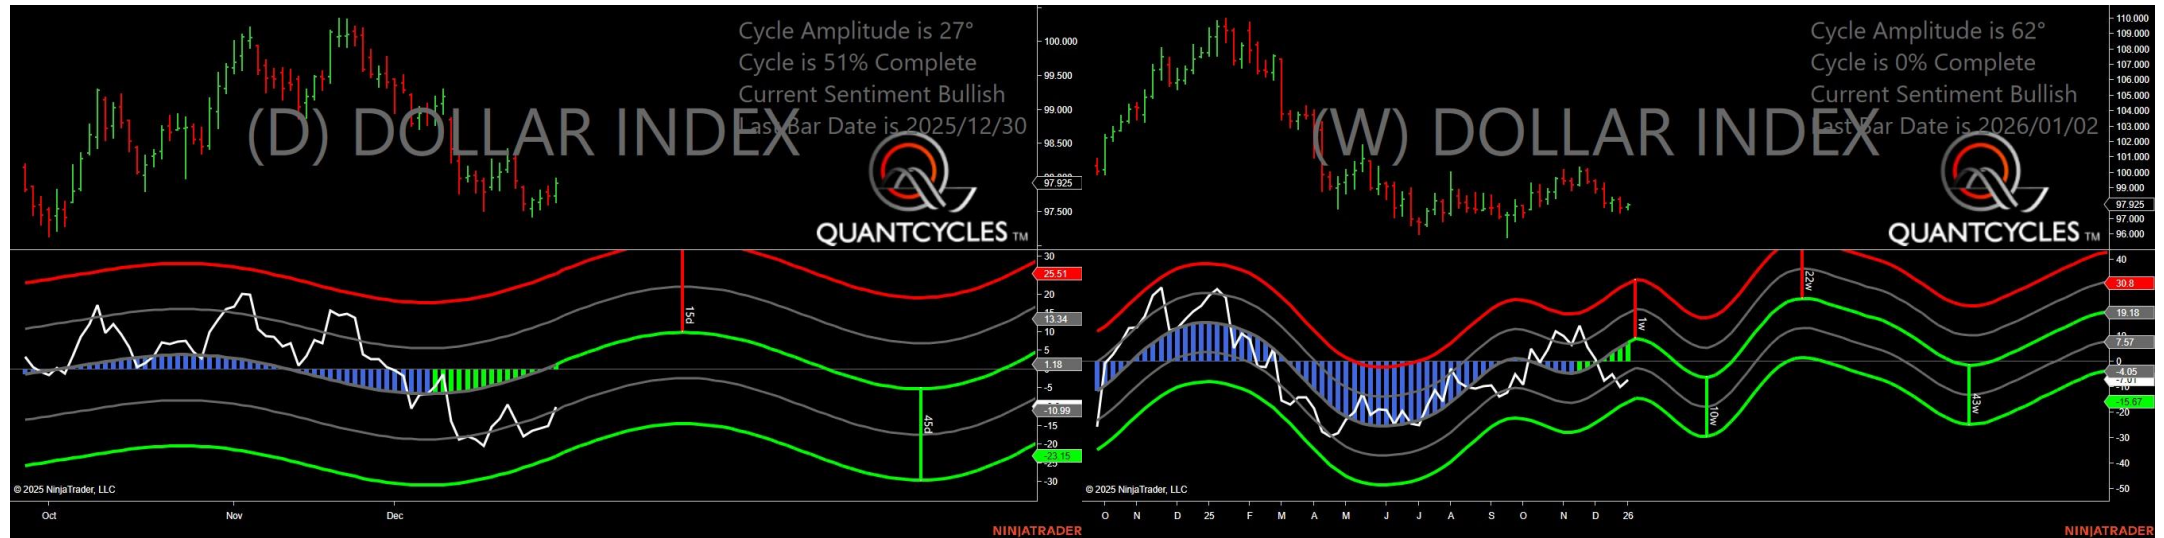 Cycle Amplitude is 27°
Cycle is 51% Complete
Current Sentiment Bullish
Last Bar Date is 2025/12/30
(D) DOLLAR INDEX
QUANTCYCLES TM
100.000
99.500
99.000
98.500
97.925
97.500
30
25.51
20
13.34
10
5
1.18
-5
-10.99
-15
-20
-23.15
-30
15d
45d
© 2025 NinjaTrader, LLC
Oct Nov Dec
NINJATRADER
Cycle Amplitude is 62°
Cycle is 0% Complete
Current Sentiment Bullish
Last Bar Date is 2026/01/02
(W) DOLLAR INDEX
QUANTCYCLES TM
110.000
109.000
108.000
107.000
106.000
105.000
104.000
103.000
102.000
101.000
100.000
99.000
97.925
97.000
96.000
40
30.8
19.18
7.57
0
-4.05
-7.01
-15.67
-20
-30
-40
-50
1w
10w
22w
43w
© 2025 NinjaTrader, LLC
O N D 25 F M A M J J A S O N D 26
NINJATRADER